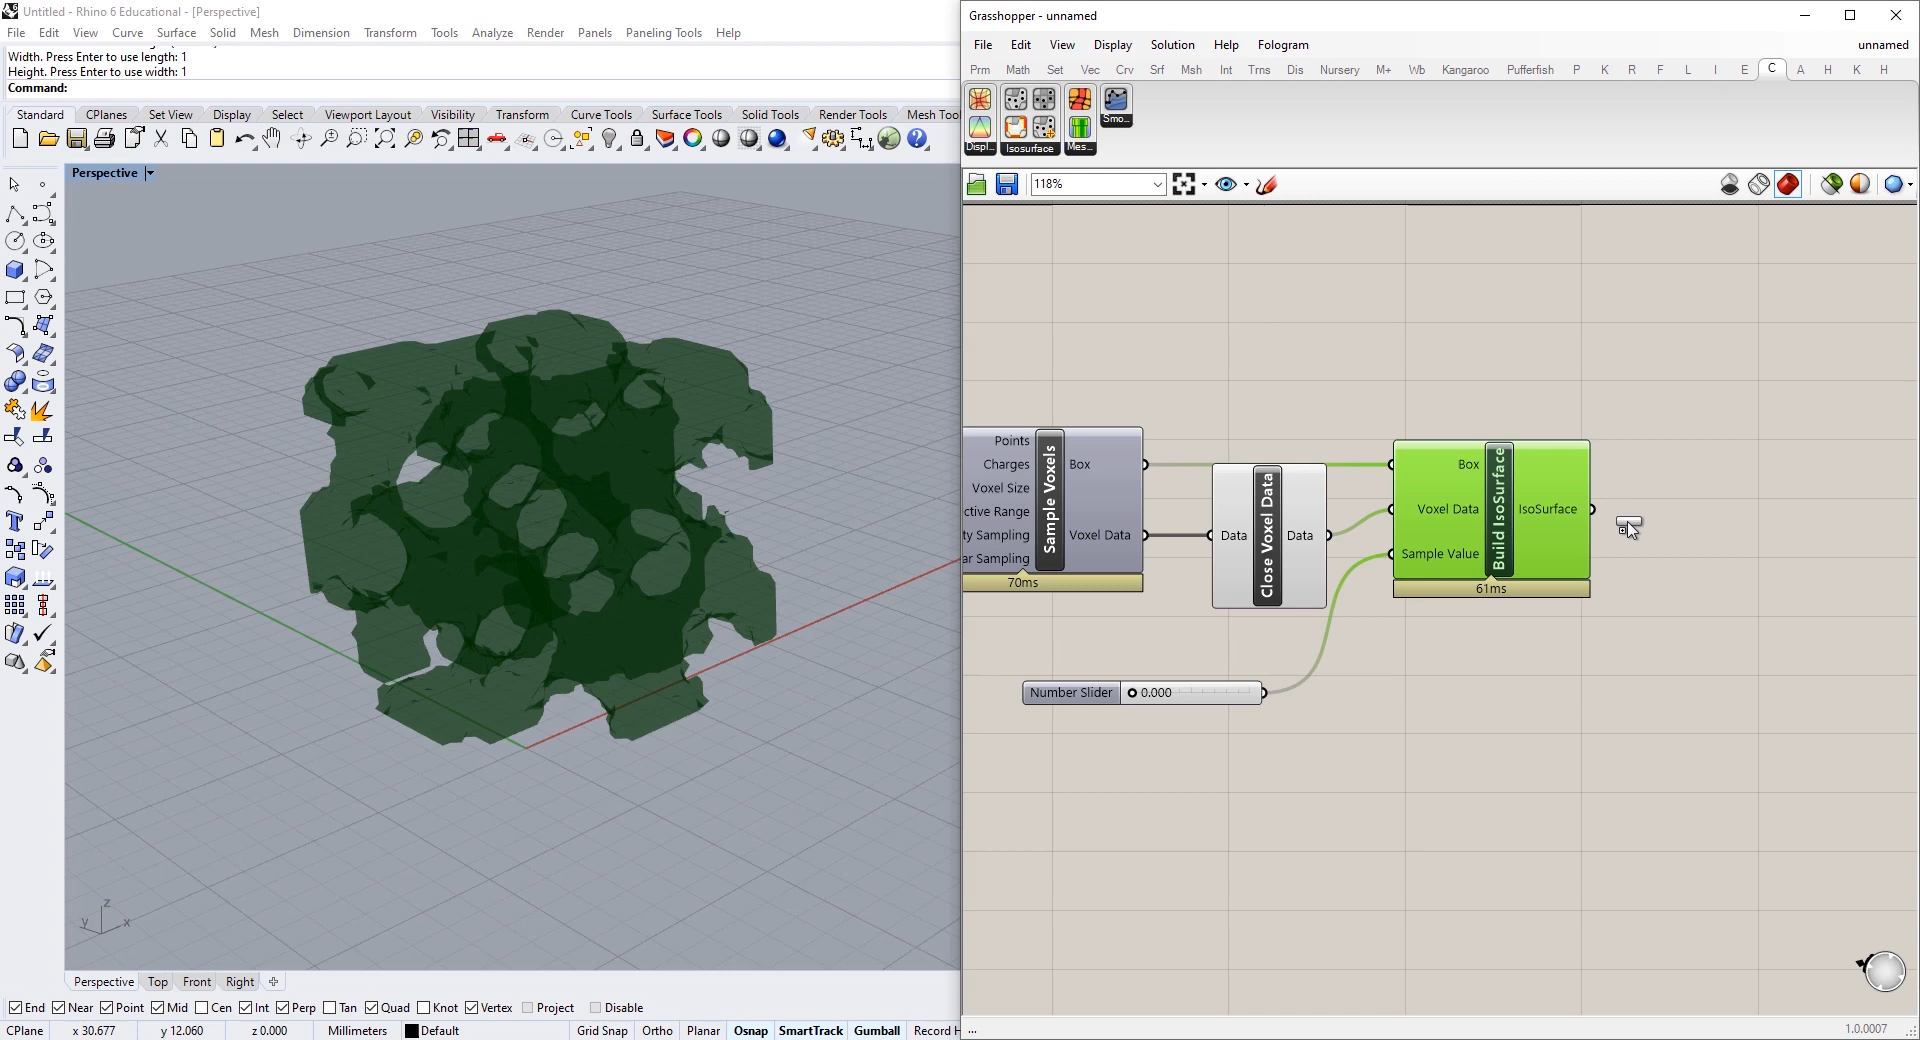 Untitled - Rhino 6 Educational - [Perspective]
File Edit View Curve Surface Solid Mesh Dimension Transform Tools Analyze Render Panels Paneling Tools Help
Width. Press Enter to use length: 1
Height. Press Enter to use width: 1
Command:
Standard CPlanes Set View Display Select Viewport Layout Visibility Transform Curve Tools Surface Tools Solid Tools Render Tools Mesh Too
Perspective
z
y x
Perspective Top Front Right
End Near Point Mid Cen Int Perp Tan Quad Knot Vertex Project Disable
CPlane x 30.677 y 12.060 z 0.000 Millimeters Default Grid Snap Ortho Planar Osnap SmartTrack Gumball Record H
Grasshopper - unnamed
File Edit View Display Solution Help Fologram unnamed
Prm Math Set Vec Crv Srf Msh Int Trns Dis Nursery M+ Wb Kangaroo Pufferfish P K R F L I E C A H K H
Displ... Isosurface Mes... Smo...
118%
Points
Charges
Voxel Size
ctive Range
ty Sampling
ar Sampling
Sample Voxels
Box
Voxel Data
70ms
Data
Close Voxel Data
Data
Box
Voxel Data
Sample Value
Build IsoSurface
IsoSurface
61ms
Number Slider 0.000
... 1.0.0007